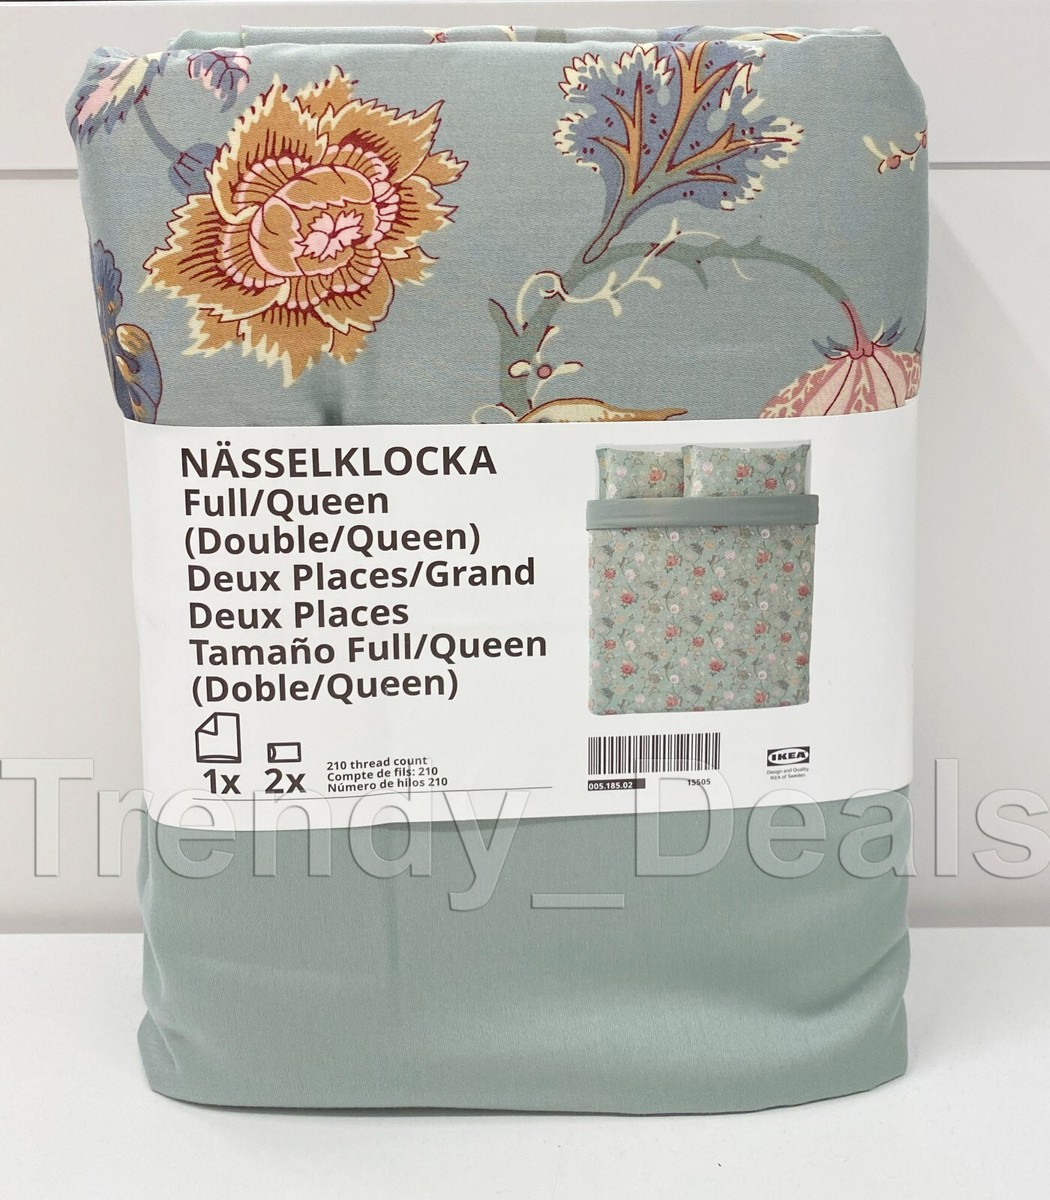 NÄSSELKLOCKA
Full/Queen
(Double/Queen)
Deux Places/Grand
Deux Places
Tamaño Full/Queen
(Doble/Queen)
1x 2x
210 thread count
Compte de fils: 210
Número de hilos 210
005.185.02 15505
IKEA
Design and Quality
IKEA of Sweden
Trendy_Deals